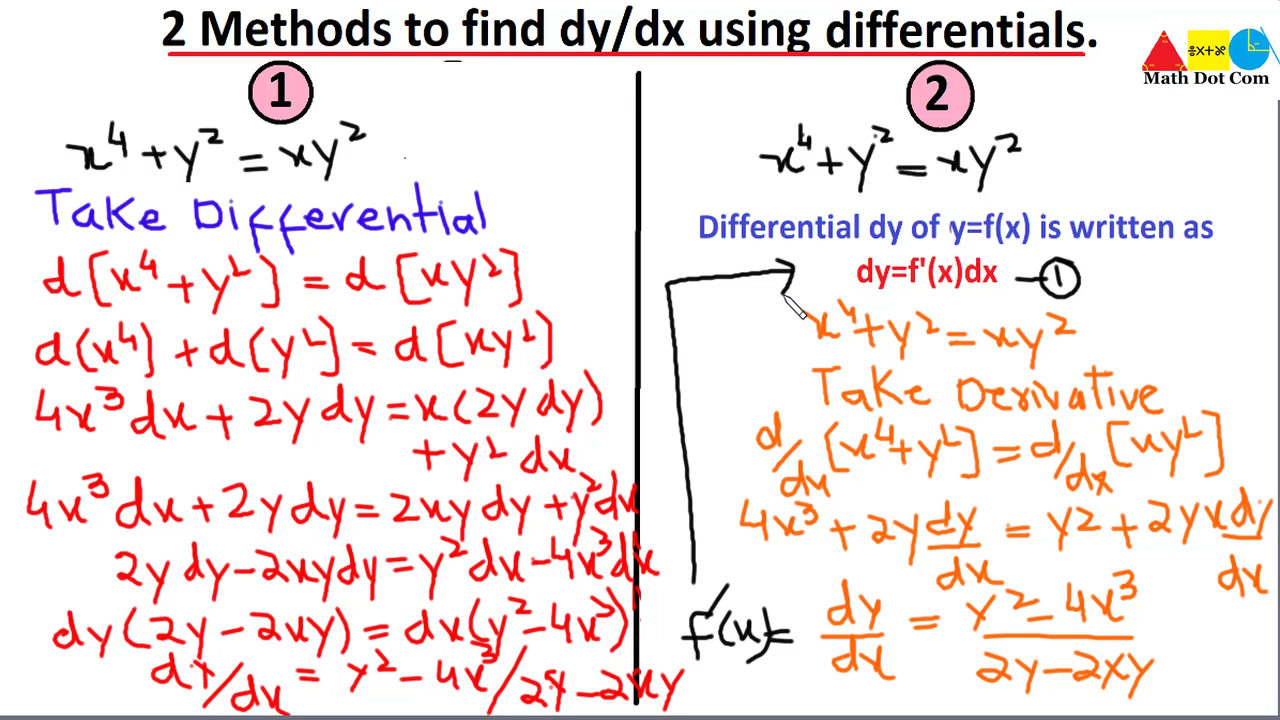 2 Methods to find dy/dx using differentials.
÷x+%
Math Dot Com
1
x⁴ + y² = xy²
Take Differential
d[x⁴ + y²] = d[xy²]
d(x⁴) + d(y²) = d[xy²]
4x³dx + 2y dy = x(2y dy)
+ y² dx
4x³dx + 2y dy = 2xy dy + y²dx
2y dy - 2xy dy = y²dx - 4x³dx
dy(2y - 2xy) = dx(y² - 4x³)
dy/dx = y² - 4x³/2y - 2xy
2
x⁴ + y² = xy²
Differential dy of y=f(x) is written as
dy=f'(x)dx — 1
x⁴ + y² = xy²
Take Derivative
d/dx [x⁴ + y²] = d/dx [xy²]
4x³ + 2y dy/dx = y² + 2yx dy/dx
f'(x) = dy/dx = y² - 4x³ / 2y - 2xy